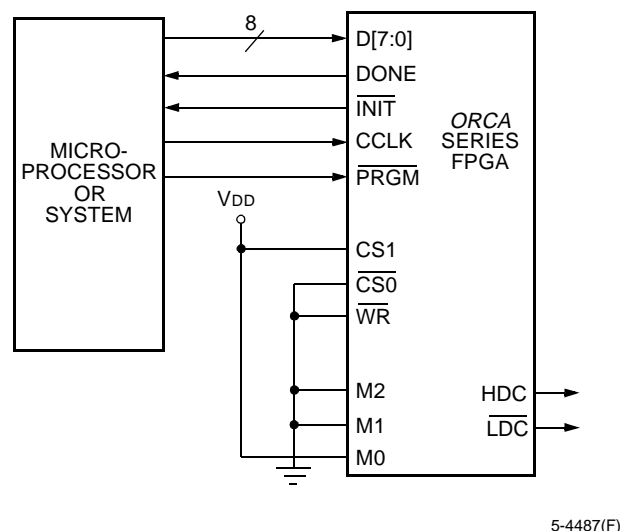 8
D[7:0]
DONE
INIT
CCLK
PRGM
MICRO-
PROCESSOR
OR
SYSTEM
ORCA
SERIES
FPGA
VDD
CS1
CS0
WR
M2
M1
M0
HDC
LDC
5-4487(F)